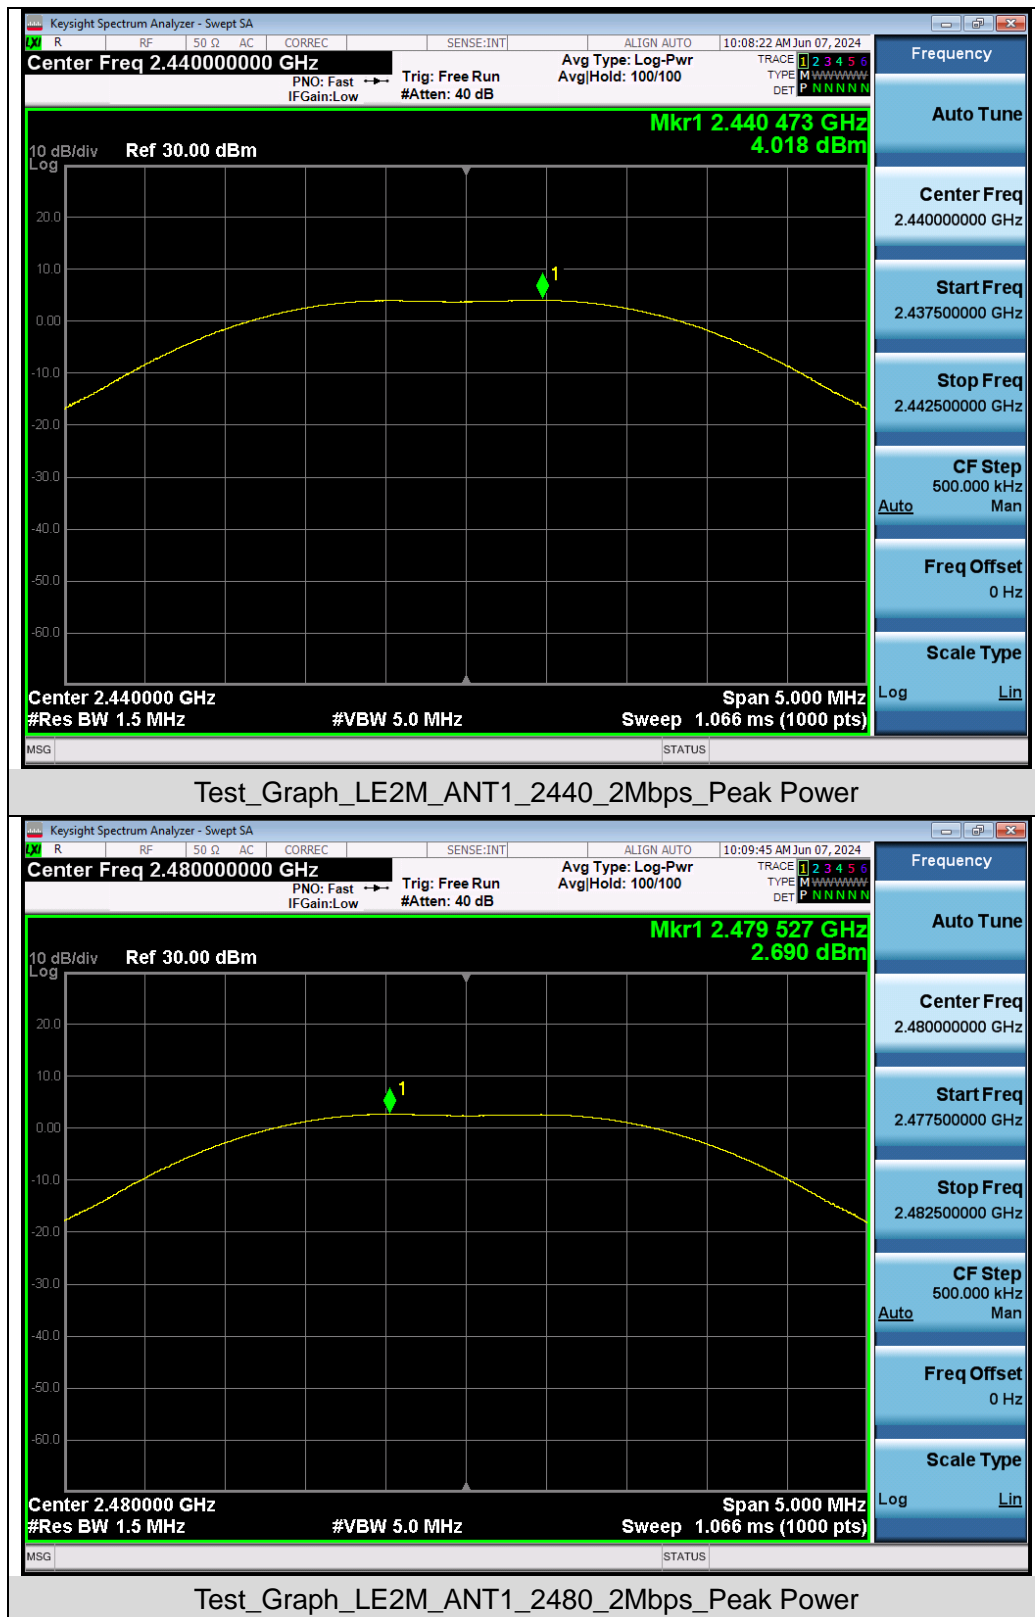 Keysight Spectrum Analyzer - Swept SA
LXI R RF 50 Ω AC CORREC SENSE:INT ALIGN AUTO 10:08:22 AM Jun 07, 2024
Center Freq 2.440000000 GHz
PNO: Fast
IFGain:Low
Trig: Free Run
#Atten: 40 dB
Avg Type: Log-Pwr
Avg|Hold: 100/100
TRACE 1 2 3 4 5 6
TYPE M WWWWW
DET P N N N N N
Mkr1 2.440 473 GHz
4.018 dBm
10 dB/div Ref 30.00 dBm
Log
20.0
10.0
1
0.00
-10.0
-20.0
-30.0
-40.0
-50.0
-60.0
Center 2.440000 GHz Span 5.000 MHz
#Res BW 1.5 MHz #VBW 5.0 MHz Sweep 1.066 ms (1000 pts)
MSG STATUS
Frequency
Auto Tune
Center Freq
2.440000000 GHz
Start Freq
2.437500000 GHz
Stop Freq
2.442500000 GHz
CF Step
500.000 kHz
Auto Man
Freq Offset
0 Hz
Scale Type
Log Lin
Test_Graph_LE2M_ANT1_2440_2Mbps_Peak Power
Keysight Spectrum Analyzer - Swept SA
LXI R RF 50 Ω AC CORREC SENSE:INT ALIGN AUTO 10:09:45 AM Jun 07, 2024
Center Freq 2.480000000 GHz
PNO: Fast
IFGain:Low
Trig: Free Run
#Atten: 40 dB
Avg Type: Log-Pwr
Avg|Hold: 100/100
TRACE 1 2 3 4 5 6
TYPE M WWWWW
DET P N N N N N
Mkr1 2.479 527 GHz
2.690 dBm
10 dB/div Ref 30.00 dBm
Log
20.0
10.0
1
0.00
-10.0
-20.0
-30.0
-40.0
-50.0
-60.0
Center 2.480000 GHz Span 5.000 MHz
#Res BW 1.5 MHz #VBW 5.0 MHz Sweep 1.066 ms (1000 pts)
MSG STATUS
Frequency
Auto Tune
Center Freq
2.480000000 GHz
Start Freq
2.477500000 GHz
Stop Freq
2.482500000 GHz
CF Step
500.000 kHz
Auto Man
Freq Offset
0 Hz
Scale Type
Log Lin
Test_Graph_LE2M_ANT1_2480_2Mbps_Peak Power